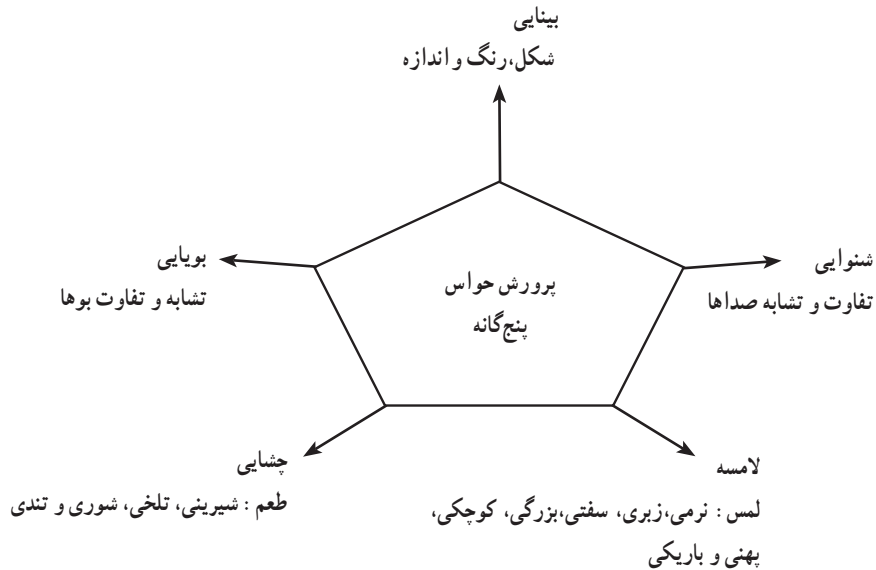 بینایی
شکل،رنگ و اندازه
شنوایی
تفاوت و تشابه صداها
بویایی
تشابه و تفاوت بوها
پرورش حواس
پنج‌گانه
لامسه
لمس : نرمی،زبری، سفتی،بزرگی، کوچکی،
پهنی و باریکی
چشایی
طعم : شیرینی، تلخی، شوری و تندی